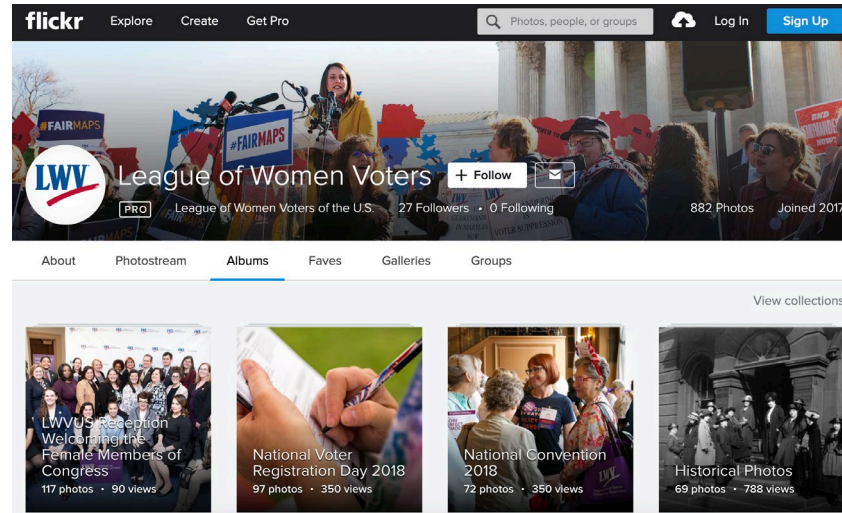 flickr Explore Create Get Pro Photos, people, or groups Log In Sign Up
#FAIRMAPS
#FAIRMAPS
LWV
League of Women Voters + Follow
PRO League of Women Voters of the U.S. 27 Followers • 0 Following 882 Photos Joined 2017
VOTER SUPPRESSION
About Photostream Albums Faves Galleries Groups
View collections
LWVUS Reception
Welcoming the
Female Members of
Congress
117 photos • 90 views
National Voter
Registration Day 2018
97 photos • 350 views
National Convention
2018
72 photos • 350 views
LWV
Historical Photos
69 photos • 788 views